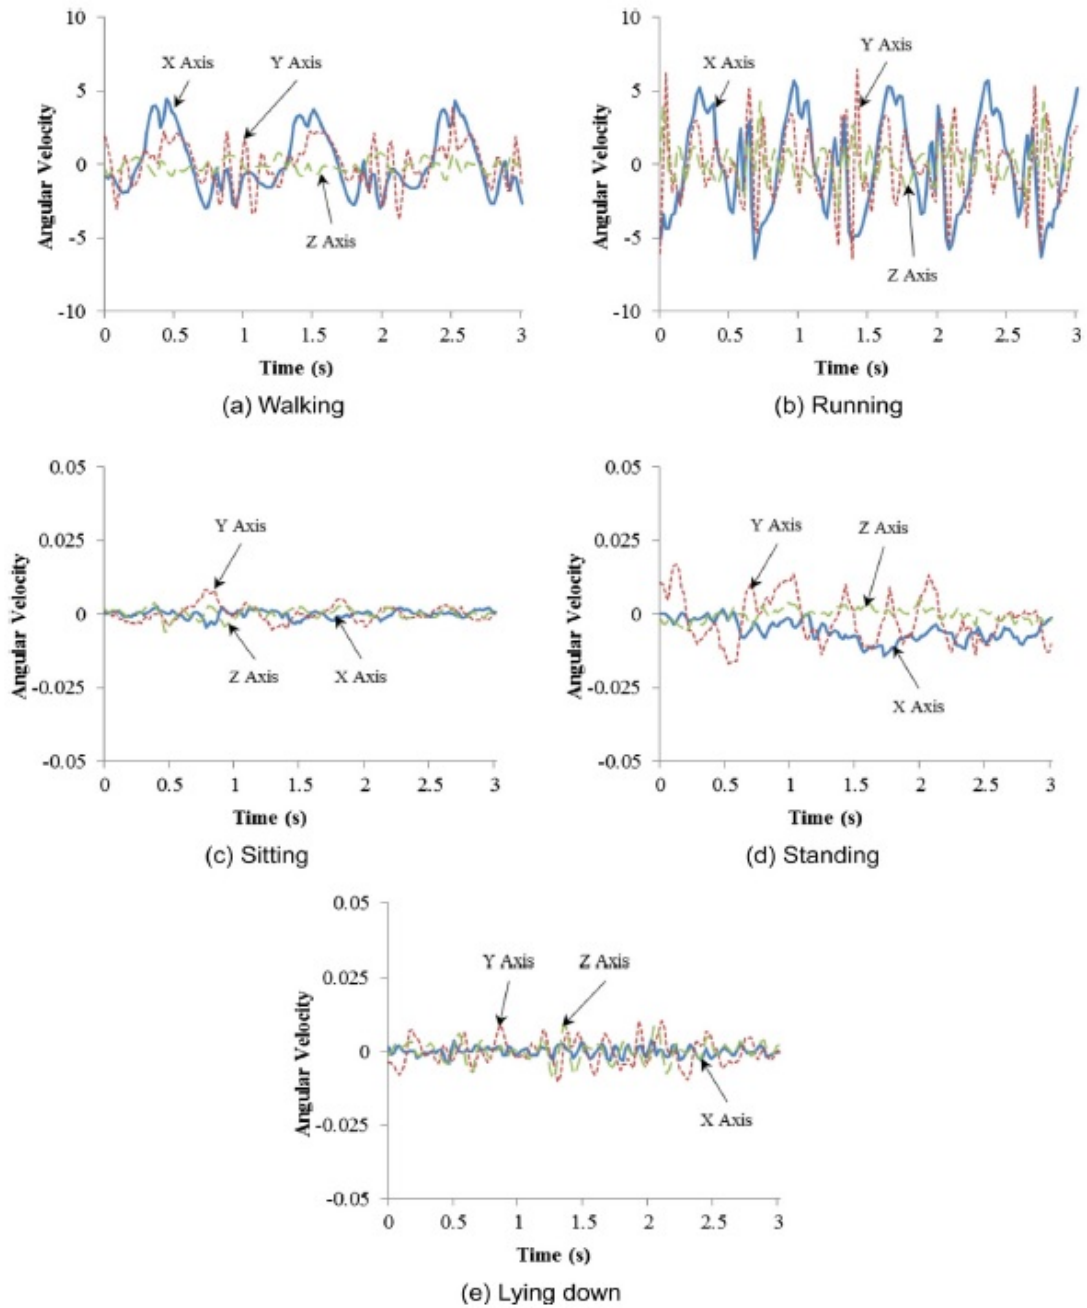 10
5
0
-5
-10
Angular Velocity
X Axis
Y Axis
Z Axis
0 0.5 1 1.5 2 2.5 3
Time (s)
(a) Walking
10
5
0
-5
-10
Angular Velocity
X Axis
Y Axis
Z Axis
0 0.5 1 1.5 2 2.5 3
Time (s)
(b) Running
0.05
0.025
0
-0.025
-0.05
Angular Velocity
Y Axis
Z Axis
X Axis
0 0.5 1 1.5 2 2.5 3
Time (s)
(c) Sitting
0.05
0.025
0
-0.025
-0.05
Angular Velocity
Y Axis
Z Axis
X Axis
0 0.5 1 1.5 2 2.5 3
Time (s)
(d) Standing
0.05
0.025
0
-0.025
-0.05
Angular Velocity
Y Axis
Z Axis
X Axis
0 0.5 1 1.5 2 2.5 3
Time (s)
(e) Lying down